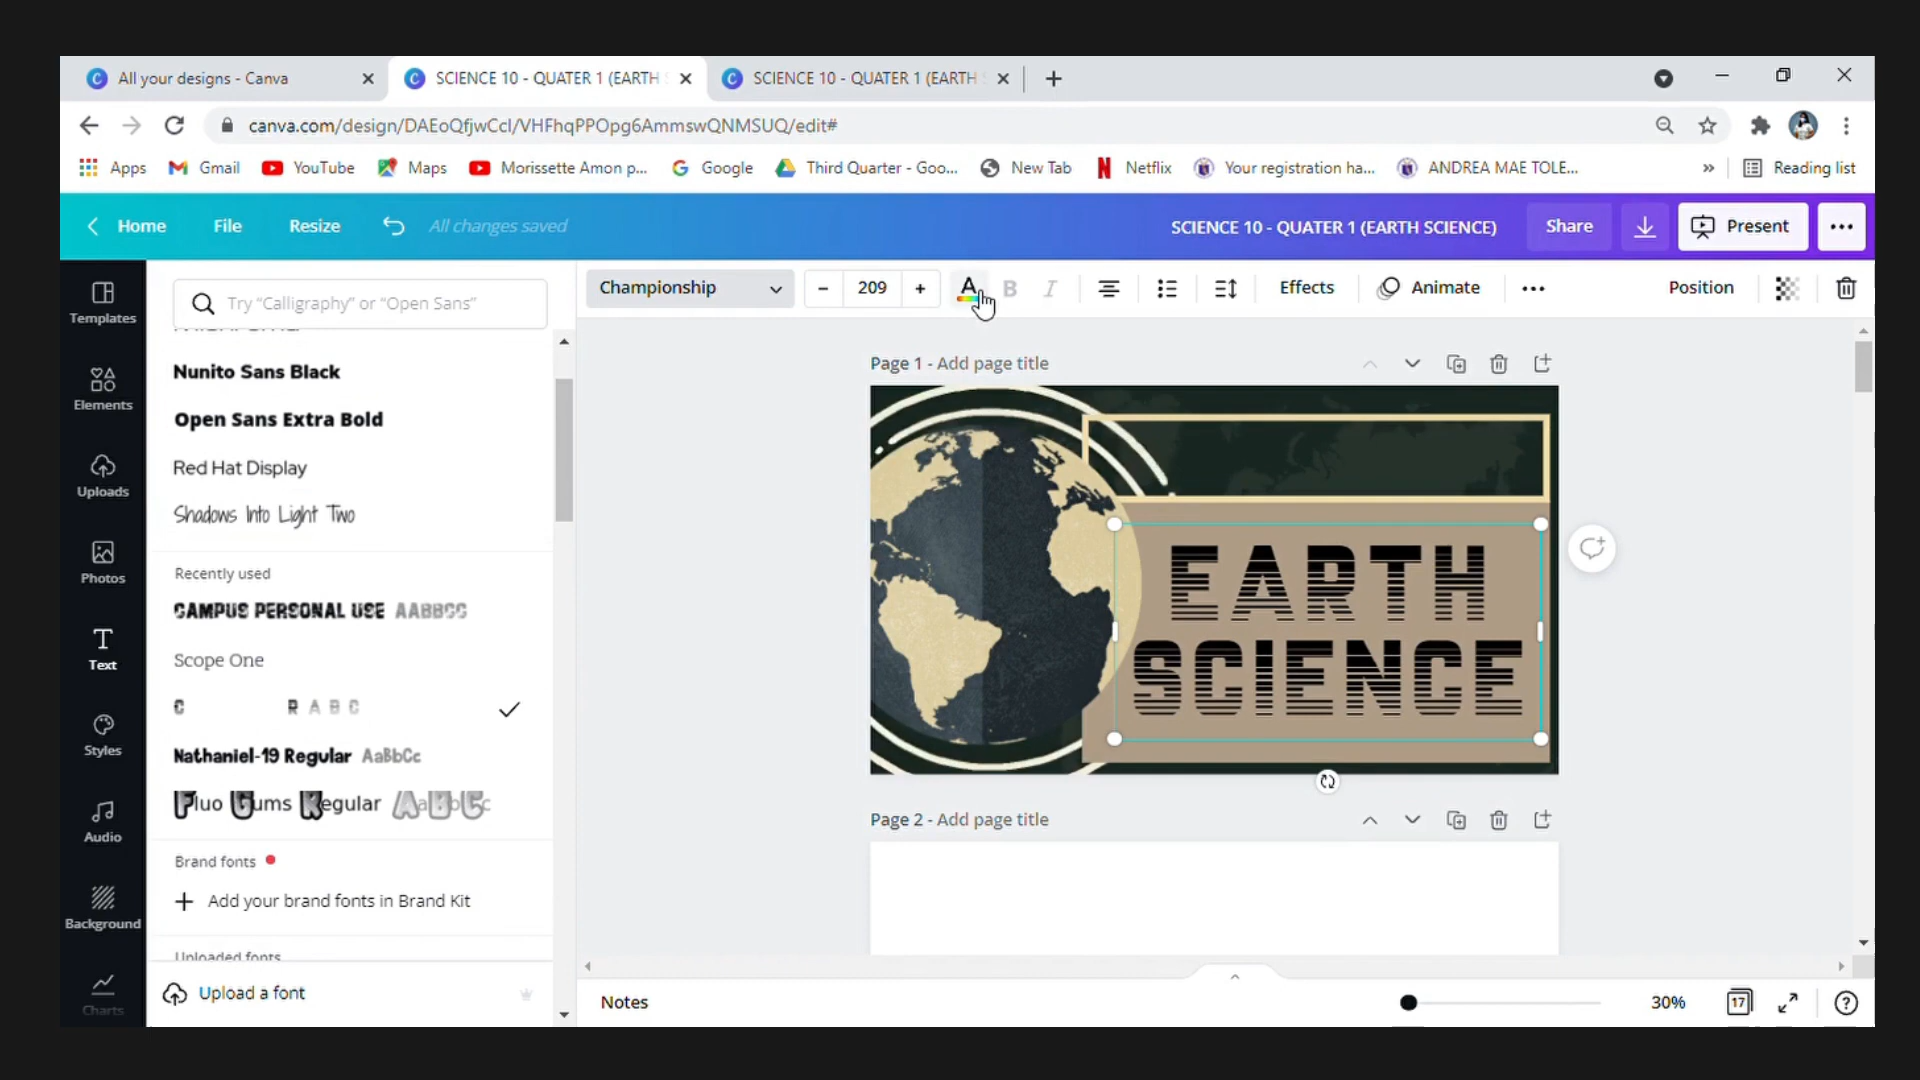 All your designs - Canva
SCIENCE 10 - QUATER 1 (EARTH
SCIENCE 10 - QUATER 1 (EARTH
canva.com/design/DAEoQfjwCcI/VHFhqPPOpg6AmmswQNMSUQ/edit#
Apps
Gmail
YouTube
Maps
Morissette Amon p...
Google
Third Quarter - Goo...
New Tab
Netflix
Your registration ha...
ANDREA MAE TOLE...
»
Reading list
Home
File
Resize
All changes saved
SCIENCE 10 - QUATER 1 (EARTH SCIENCE)
Share
Present
Templates
Elements
Uploads
Photos
Text
Styles
Audio
Background
Charts
Try “Calligraphy” or “Open Sans”
Nunito Sans Black
Open Sans Extra Bold
Red Hat Display
Shadows Into Light Two
Recently used
CAMPUS PERSONAL USE AABBCC
Scope One
C R A B C
Nathaniel-19 Regular AaBbCc
Fluo Gums Regular AaBbCc
Brand fonts
Add your brand fonts in Brand Kit
Uploaded fonts
Upload a font
Championship
– 209 +
A
B
I
Effects
Animate
Position
Page 1 - Add page title
EARTH
SCIENCE
Page 2 - Add page title
Notes
30%
17
?